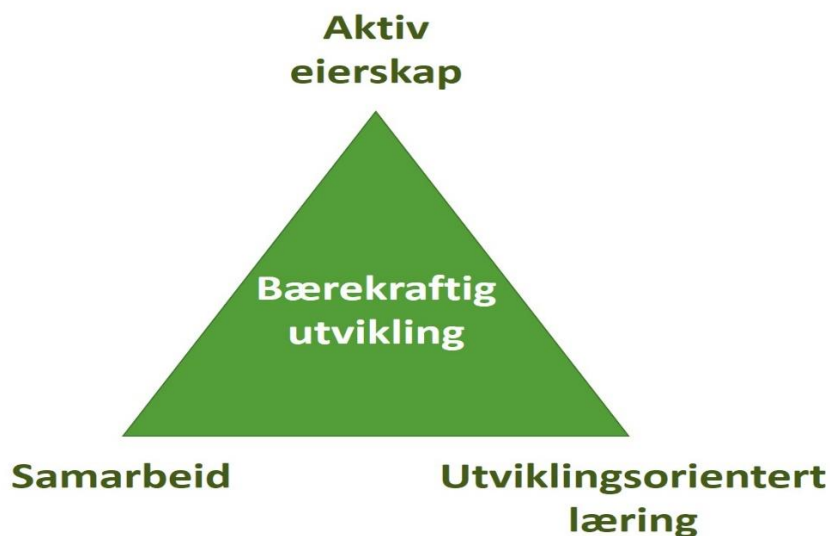 Aktiv
eierskap
Bærekraftig
utvikling
Samarbeid
Utviklingsorientert
læring